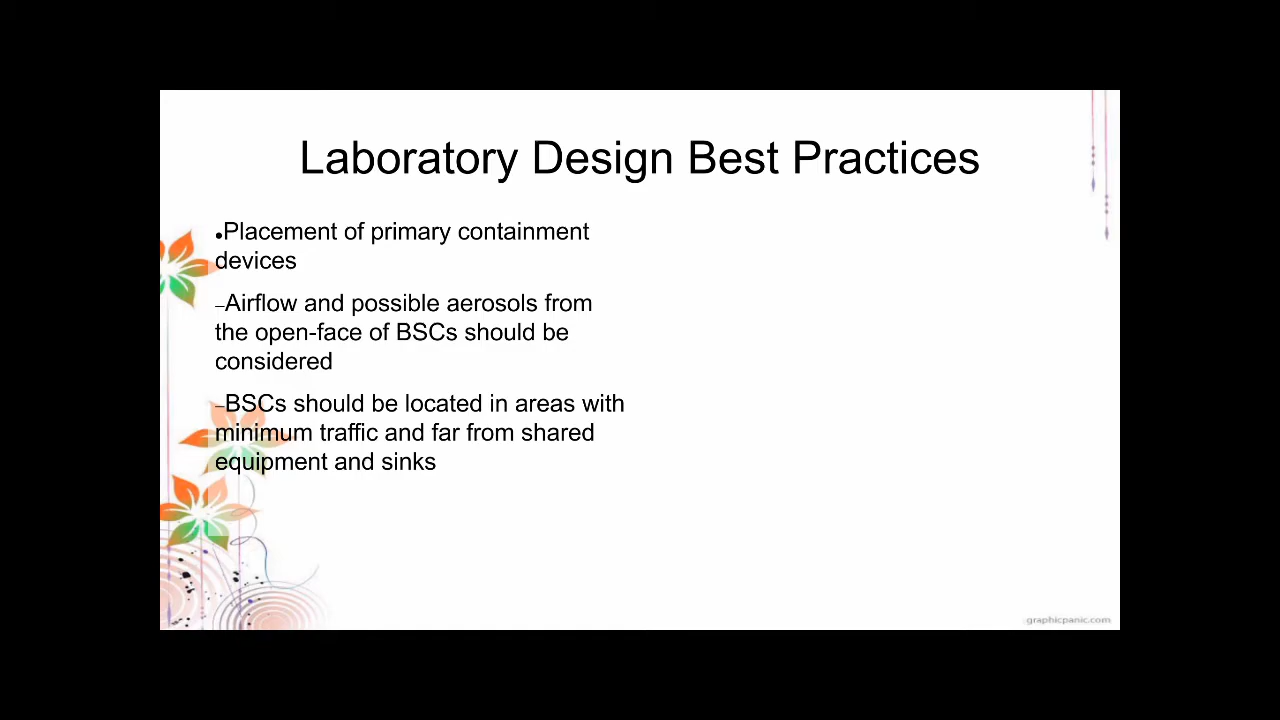 Laboratory Design Best Practices
•Placement of primary containment
devices
–Airflow and possible aerosols from
the open-face of BSCs should be
considered
–BSCs should be located in areas with
minimum traffic and far from shared
equipment and sinks
graphicpanic.com